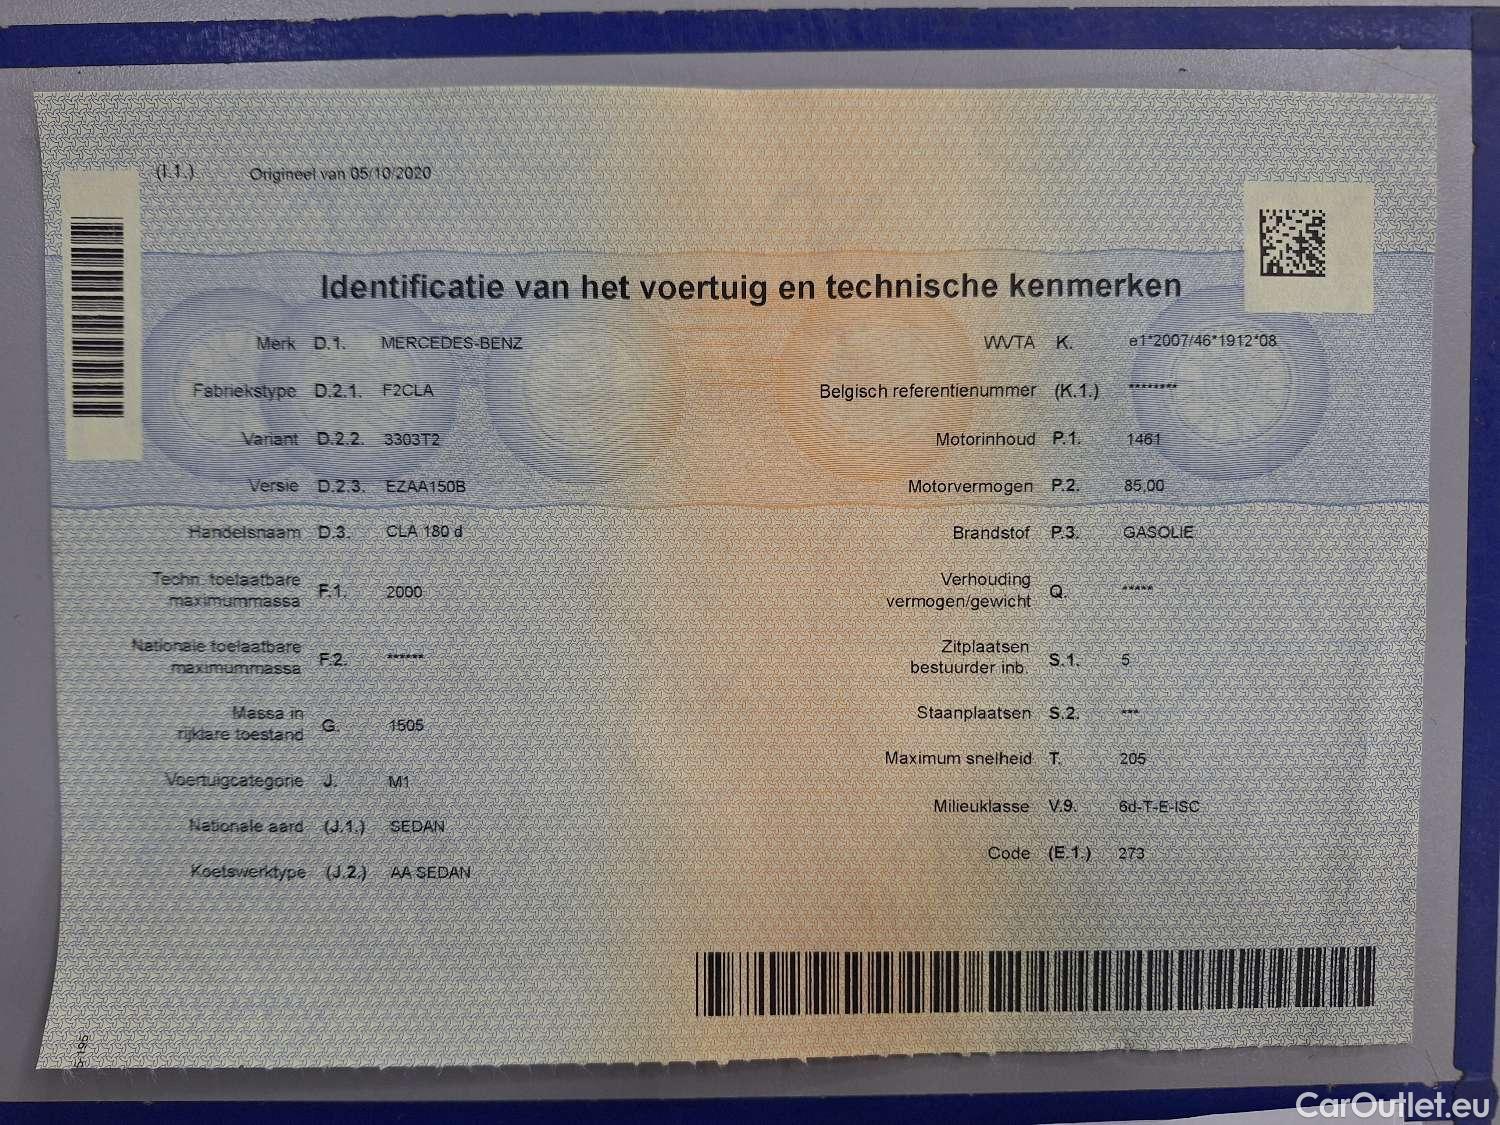 (I.1.) Origineel van 05/10/2020
Identificatie van het voertuig en technische kenmerken
Merk D.1. MERCEDES-BENZ
Fabriekstype D.2.1. F2CLA
Variant D.2.2. 3303T2
Versie D.2.3. EZAA150B
Handelsnaam D.3. CLA 180 d
Techn. toelaatbare
maximummassa F.1. 2000
Nationale toelaatbare
maximummassa F.2. ******
Massa in
rijklare toestand G. 1505
Voertuigcategorie J. M1
Nationale aard (J.1.) SEDAN
Koetswerktype (J.2.) AA SEDAN
WVTA K. e1*2007/46*1912*08
Belgisch referentienummer (K.1.) ********
Motorinhoud P.1. 1461
Motorvermogen P.2. 85,00
Brandstof P.3. GASOLIE
Verhouding
vermogen/gewicht Q. *****
Zitplaatsen
bestuurder inb. S.1. 5
Staanplaatsen S.2. ***
Maximum snelheid T. 205
Milieuklasse V.9. 6d-T-E-ISC
Code (E.1.) 273
CarOutlet.eu